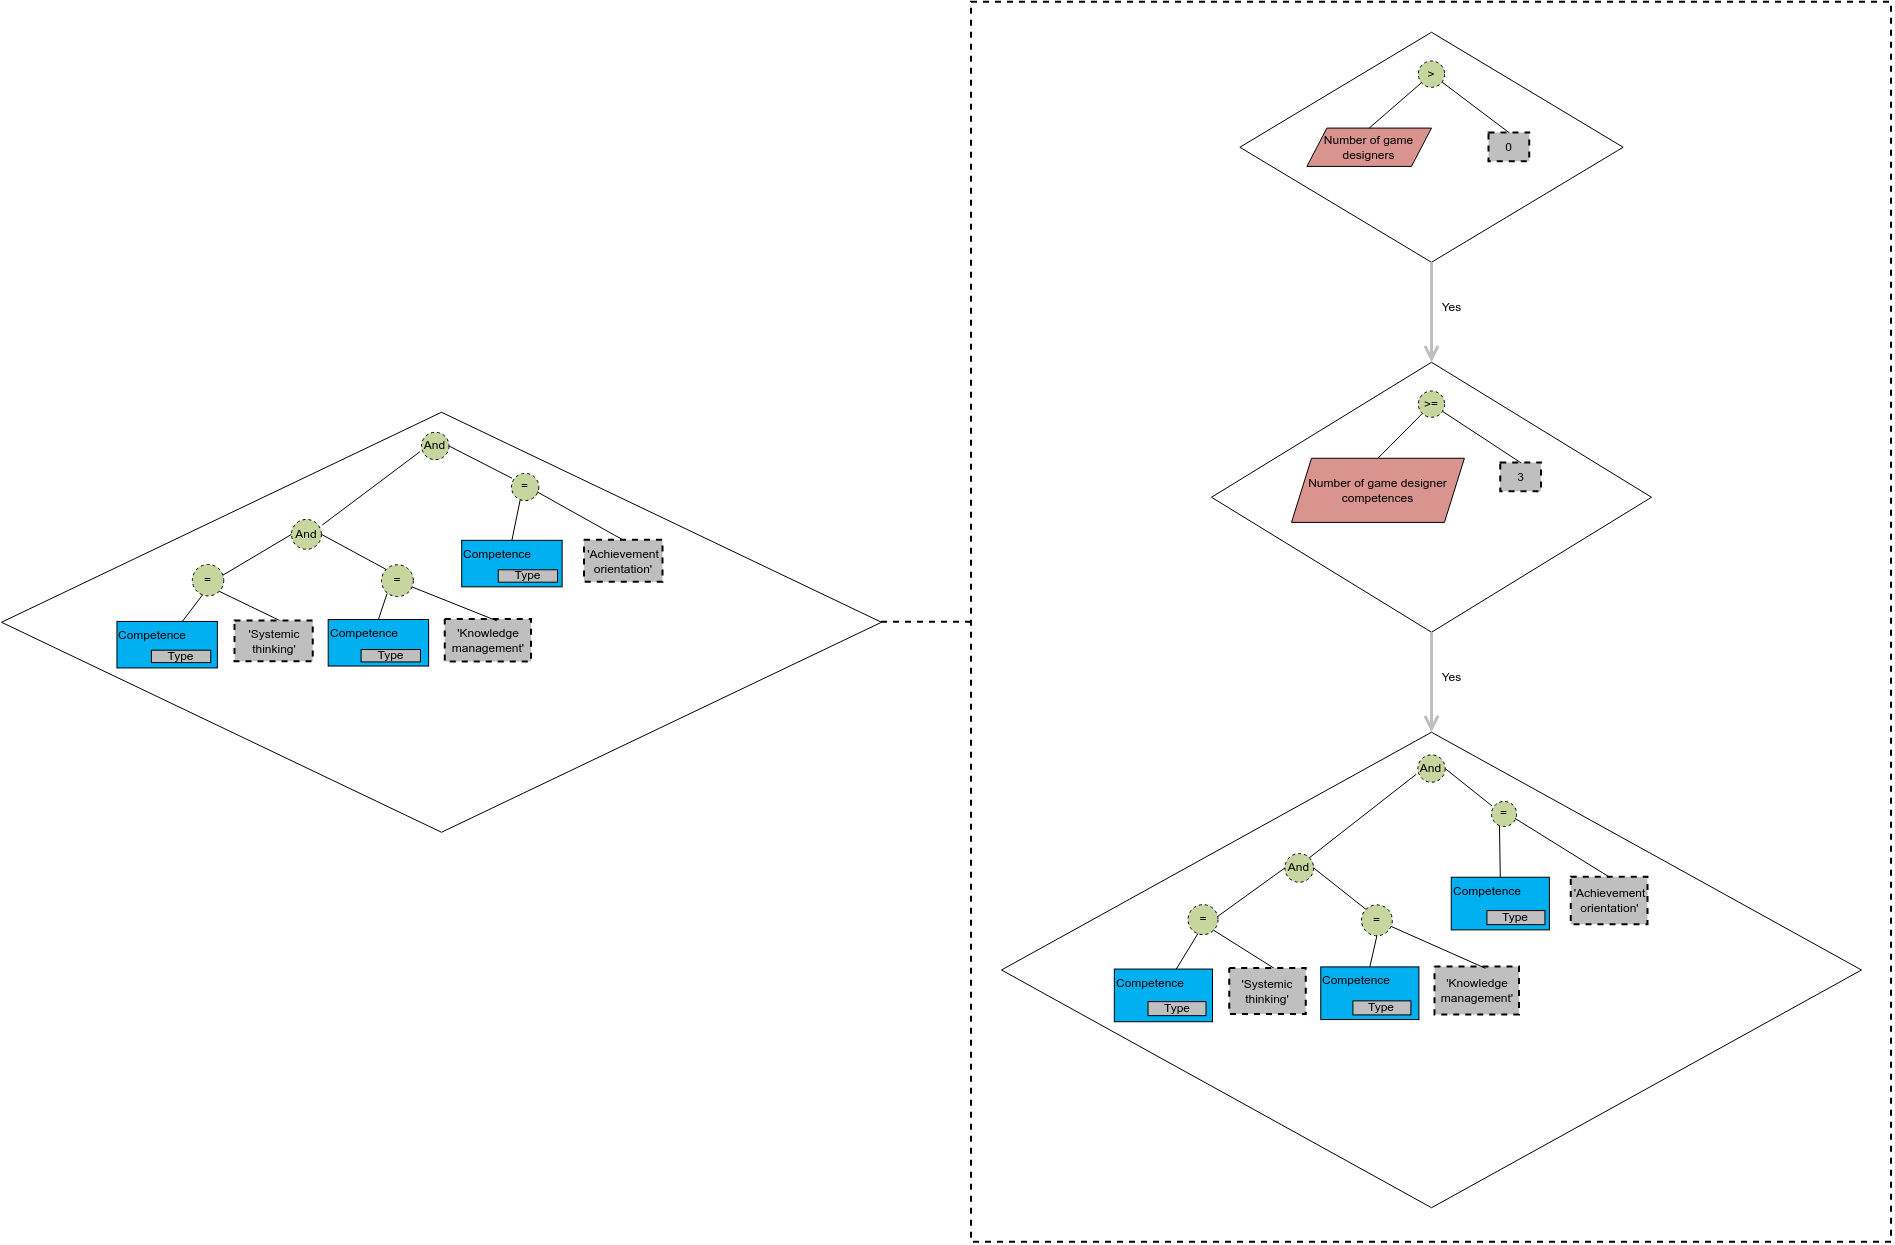 And
=
And
Competence
Type
'Achievement
orientation'
=
=
Competence
Type
'Systemic
thinking'
Competence
Type
'Knowledge
management'
>
Number of game
designers
0
Yes
>=
Number of game designer
competences
3
Yes
And
=
And
Competence
Type
'Achievement
orientation'
=
=
Competence
Type
'Systemic
thinking'
Competence
Type
'Knowledge
management'